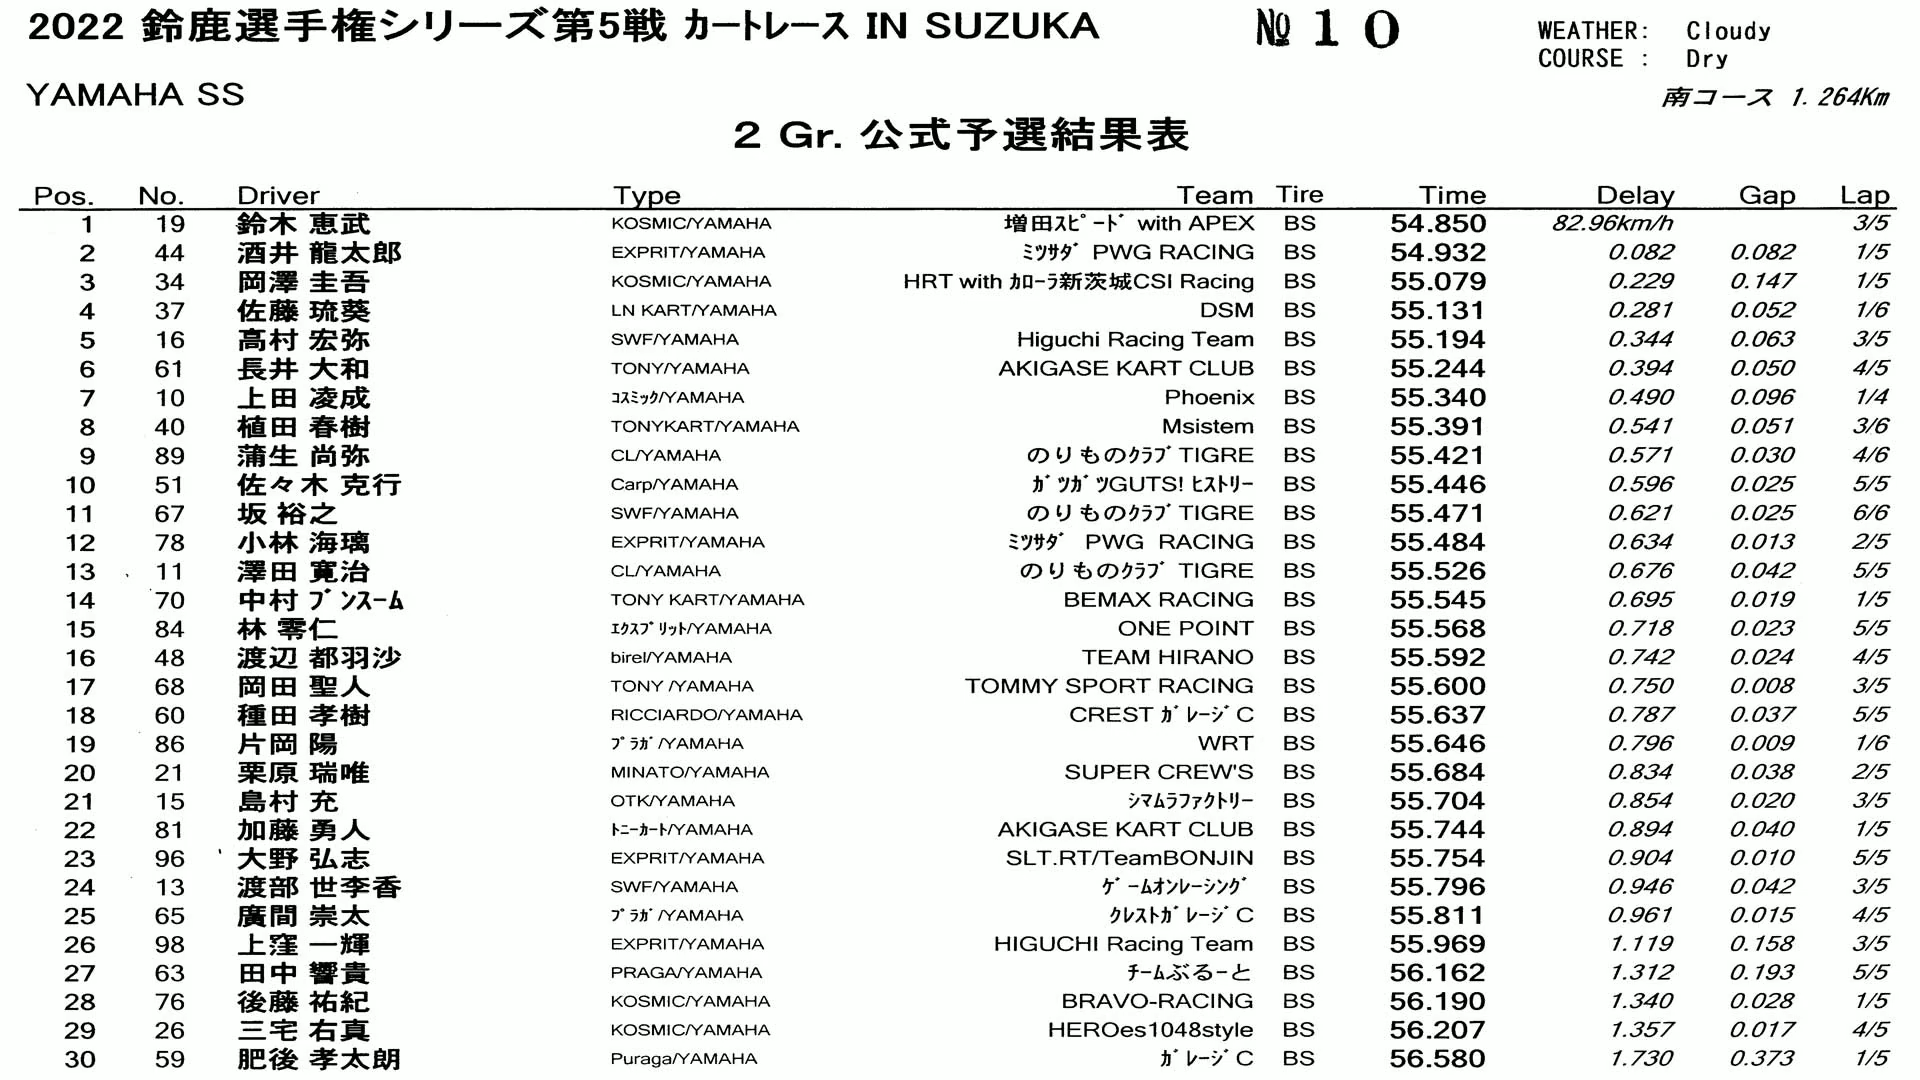 2022 鈴鹿選手権シリーズ第5戦 カートレース IN SUZUKA № 10 WEATHER: Cloudy
COURSE : Dry
YAMAHA SS 南コース 1.264Km
2 Gr. 公式予選結果表
Pos. No. Driver Type Team Tire Time Delay Gap Lap
1 19 鈴木 恵武 KOSMIC/YAMAHA 増田ｽﾋﾟｰﾄﾞ with APEX BS 54.850 82.96km/h 3/5
2 44 酒井 龍太郎 EXPRIT/YAMAHA ﾐﾂｻﾀﾞ PWG RACING BS 54.932 0.082 0.082 1/5
3 34 岡澤 圭吾 KOSMIC/YAMAHA HRT with ｶﾛｰﾗ新茨城CSI Racing BS 55.079 0.229 0.147 1/5
4 37 佐藤 琉葵 LN KART/YAMAHA DSM BS 55.131 0.281 0.052 1/6
5 16 高村 宏弥 SWF/YAMAHA Higuchi Racing Team BS 55.194 0.344 0.063 3/5
6 61 長井 大和 TONY/YAMAHA AKIGASE KART CLUB BS 55.244 0.394 0.050 4/5
7 10 上田 凌成 ｺｽﾐｯｸ/YAMAHA Phoenix BS 55.340 0.490 0.096 1/4
8 40 植田 春樹 TONYKART/YAMAHA Msistem BS 55.391 0.541 0.051 3/6
9 89 蒲生 尚弥 CL/YAMAHA のりものｸﾗﾌﾞTIGRE BS 55.421 0.571 0.030 4/6
10 51 佐々木 克行 Carp/YAMAHA ｶﾞﾂｶﾞﾂGUTS! ﾋｽﾄﾘｰ BS 55.446 0.596 0.025 5/5
11 67 坂 裕之 SWF/YAMAHA のりものｸﾗﾌﾞTIGRE BS 55.471 0.621 0.025 6/6
12 78 小林 海璃 EXPRIT/YAMAHA ﾐﾂｻﾀﾞ PWG RACING BS 55.484 0.634 0.013 2/5
13 11 澤田 寛治 CL/YAMAHA のりものｸﾗﾌﾞ TIGRE BS 55.526 0.676 0.042 5/5
14 70 中村 ﾌﾞﾝｽｰﾑ TONY KART/YAMAHA BEMAX RACING BS 55.545 0.695 0.019 1/5
15 84 林 零仁 ｴｸｽﾌﾟﾘｯﾄ/YAMAHA ONE POINT BS 55.568 0.718 0.023 5/5
16 48 渡辺 都羽沙 birel/YAMAHA TEAM HIRANO BS 55.592 0.742 0.024 4/5
17 68 岡田 聖人 TONY /YAMAHA TOMMY SPORT RACING BS 55.600 0.750 0.008 3/5
18 60 種田 孝樹 RICCIARDO/YAMAHA CREST ｶﾞﾚｰｼﾞC BS 55.637 0.787 0.037 5/5
19 86 片岡 陽 ﾌﾟﾗｶﾞ/YAMAHA WRT BS 55.646 0.796 0.009 1/6
20 21 栗原 瑞唯 MINATO/YAMAHA SUPER CREW'S BS 55.684 0.834 0.038 2/5
21 15 島村 充 OTK/YAMAHA ｼﾏﾑﾗﾌｧｸﾄﾘｰ BS 55.704 0.854 0.020 3/5
22 81 加藤 勇人 ﾄﾆｰｶｰﾄ/YAMAHA AKIGASE KART CLUB BS 55.744 0.894 0.040 1/5
23 96 大野 弘志 EXPRIT/YAMAHA SLT.RT/TeamBONJIN BS 55.754 0.904 0.010 5/5
24 13 渡部 世李香 SWF/YAMAHA ｹﾞｰﾑｵﾝﾚｰｼﾝｸﾞ BS 55.796 0.946 0.042 3/5
25 65 廣間 崇太 ﾌﾟﾗｶﾞ/YAMAHA ｸﾚｽﾄｶﾞﾚｰｼﾞC BS 55.811 0.961 0.015 4/5
26 98 上窪 一輝 EXPRIT/YAMAHA HIGUCHI Racing Team BS 55.969 1.119 0.158 3/5
27 63 田中 響貴 PRAGA/YAMAHA ﾁｰﾑぶるーと BS 56.162 1.312 0.193 5/5
28 76 後藤 祐紀 KOSMIC/YAMAHA BRAVO-RACING BS 56.190 1.340 0.028 1/5
29 26 三宅 右真 KOSMIC/YAMAHA HEROes1048style BS 56.207 1.357 0.017 4/5
30 59 肥後 孝太朗 Puraga/YAMAHA ｶﾞﾚｰｼﾞC BS 56.580 1.730 0.373 1/5